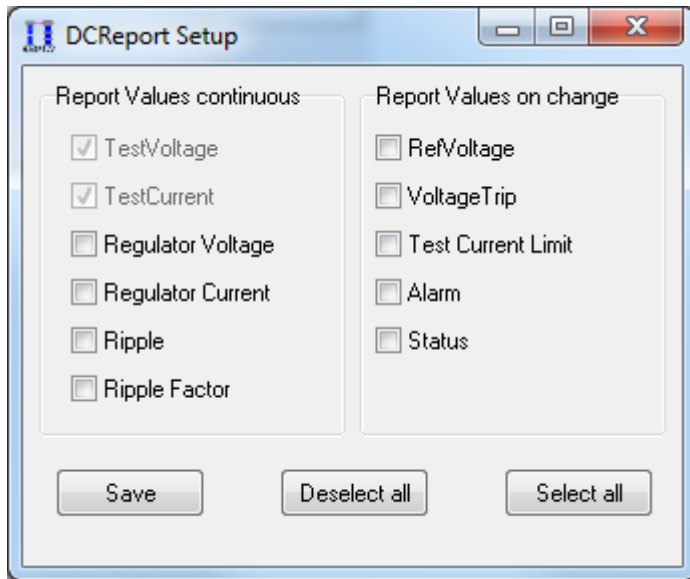 DCReport Setup
Report Values continuous
TestVoltage
TestCurrent
Regulator Voltage
Regulator Current
Ripple
Ripple Factor
Report Values on change
RefVoltage
VoltageTrip
Test Current Limit
Alarm
Status
Save
Deselect all
Select all